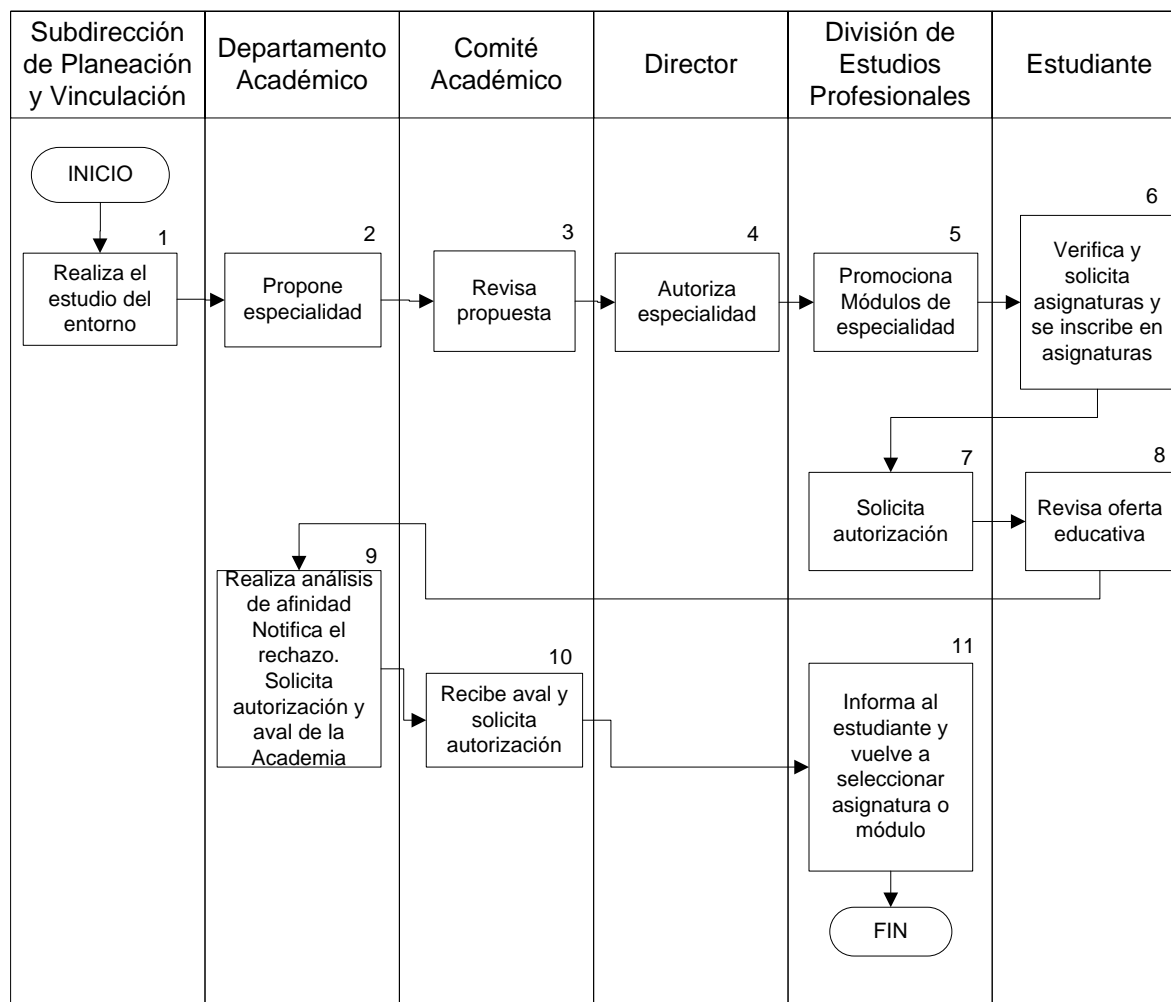 Subdirección
de Planeación
y Vinculación
Departamento
Académico
Comité
Académico
Director
División de
Estudios
Profesionales
Estudiante
INICIO
1
Realiza el
estudio del
entorno
2
Propone
especialidad
3
Revisa
propuesta
4
Autoriza
especialidad
5
Promociona
Módulos de
especialidad
6
Verifica y
solicita
asignaturas y
se inscribe en
asignaturas
7
Solicita
autorización
8
Revisa oferta
educativa
9
Realiza análisis
de afinidad
Notifica el
rechazo.
Solicita
autorización y
aval de la
Academia
10
Recibe aval y
solicita
autorización
11
Informa al
estudiante y
vuelve a
seleccionar
asignatura o
módulo
FIN